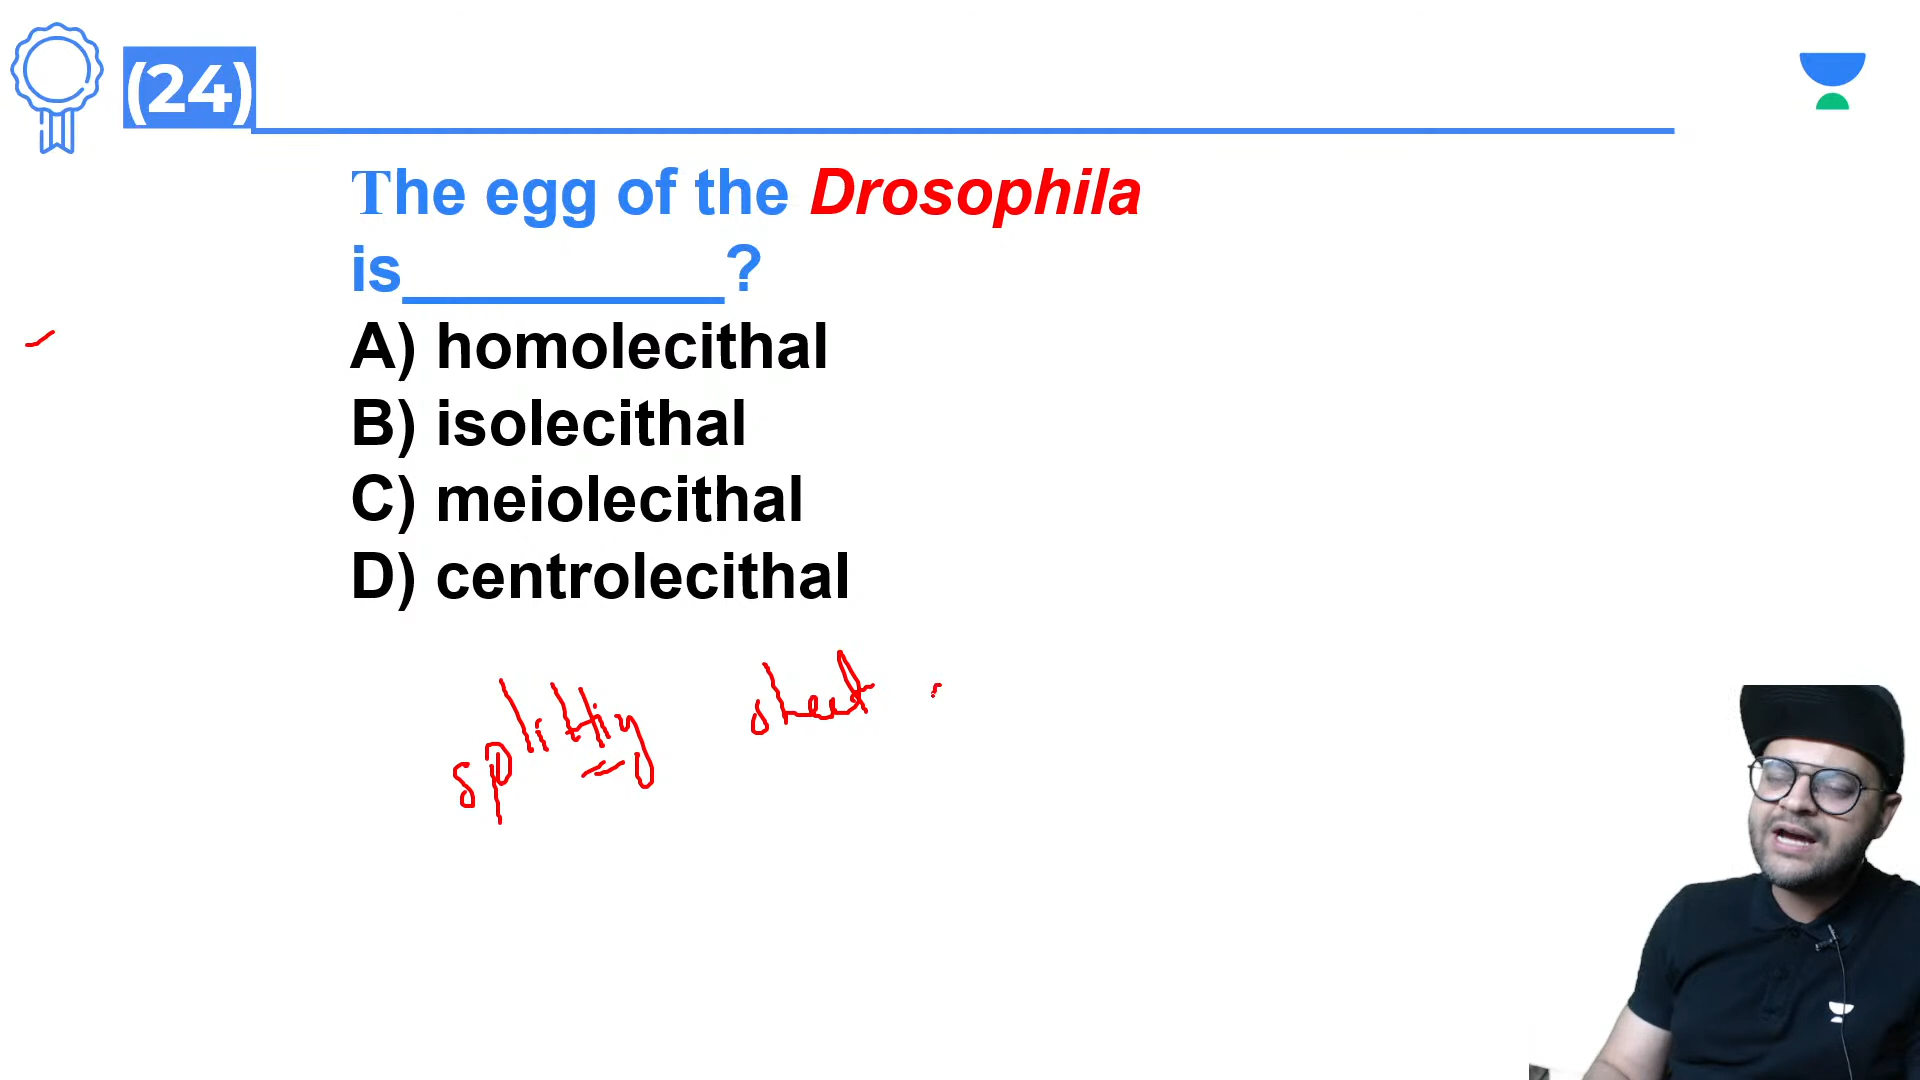 (24)
The egg of the Drosophila
is__________?
A) homolecithal
B) isolecithal
C) meiolecithal
D) centrolecithal
splitting sheet